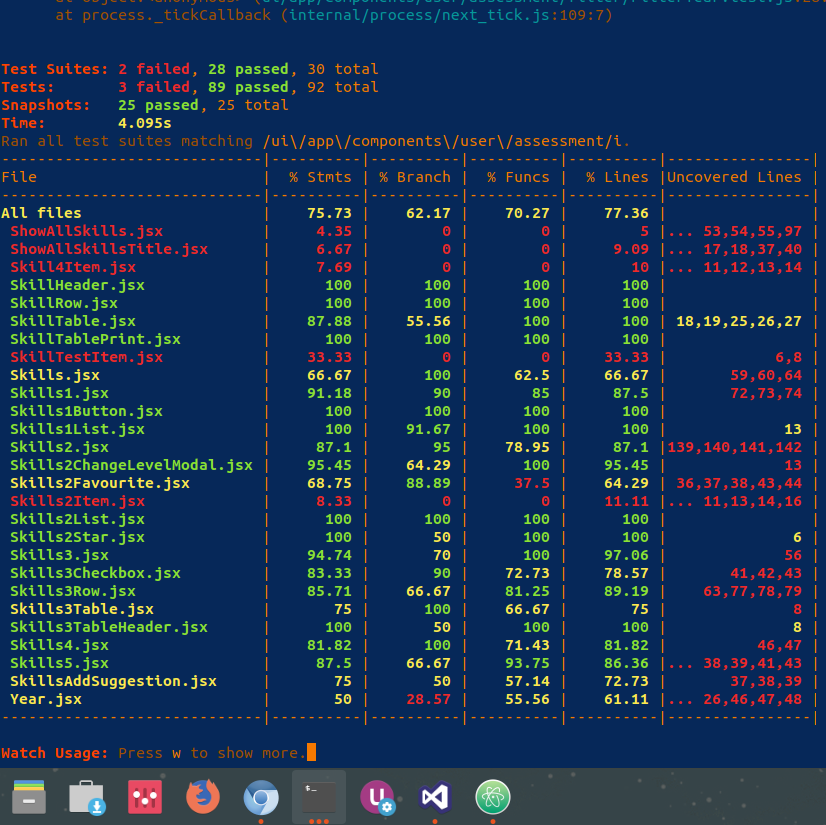 at process._tickCallback (internal/process/next_tick.js:109:7)
Test Suites: 2 failed, 28 passed, 30 total
Tests: 3 failed, 89 passed, 92 total
Snapshots: 25 passed, 25 total
Time: 4.095s
Ran all test suites matching /ui\/app\/components\/user\/assessment/i.
-----------------------------|----------|----------|----------|----------|----------------|
File | % Stmts | % Branch | % Funcs | % Lines |Uncovered Lines |
-----------------------------|----------|----------|----------|----------|----------------|
All files | 75.73 | 62.17 | 70.27 | 77.36 | |
ShowAllSkills.jsx | 4.35 | 0 | 0 | 5 |... 53,54,55,97 |
ShowAllSkillsTitle.jsx | 6.67 | 0 | 0 | 9.09 |... 17,18,37,40 |
Skill4Item.jsx | 7.69 | 0 | 0 | 10 |... 11,12,13,14 |
SkillHeader.jsx | 100 | 100 | 100 | 100 | |
SkillRow.jsx | 100 | 100 | 100 | 100 | |
SkillTable.jsx | 87.88 | 55.56 | 100 | 100 | 18,19,25,26,27 |
SkillTablePrint.jsx | 100 | 100 | 100 | 100 | |
SkillTestItem.jsx | 33.33 | 0 | 0 | 33.33 | 6,8 |
Skills.jsx | 66.67 | 100 | 62.5 | 66.67 | 59,60,64 |
Skills1.jsx | 91.18 | 90 | 85 | 87.5 | 72,73,74 |
Skills1Button.jsx | 100 | 100 | 100 | 100 | |
Skills1List.jsx | 100 | 91.67 | 100 | 100 | 13 |
Skills2.jsx | 87.1 | 95 | 78.95 | 87.1 |139,140,141,142 |
Skills2ChangeLevelModal.jsx | 95.45 | 64.29 | 100 | 95.45 | 13 |
Skills2Favourite.jsx | 68.75 | 88.89 | 37.5 | 64.29 | 36,37,38,43,44 |
Skills2Item.jsx | 8.33 | 0 | 0 | 11.11 |... 11,13,14,16 |
Skills2List.jsx | 100 | 100 | 100 | 100 | |
Skills2Star.jsx | 100 | 50 | 100 | 100 | 6 |
Skills3.jsx | 94.74 | 70 | 100 | 97.06 | 56 |
Skills3Checkbox.jsx | 83.33 | 90 | 72.73 | 78.57 | 41,42,43 |
Skills3Row.jsx | 85.71 | 66.67 | 81.25 | 89.19 | 63,77,78,79 |
Skills3Table.jsx | 75 | 100 | 66.67 | 75 | 8 |
Skills3TableHeader.jsx | 100 | 50 | 100 | 100 | 8 |
Skills4.jsx | 81.82 | 100 | 71.43 | 81.82 | 46,47 |
Skills5.jsx | 87.5 | 66.67 | 93.75 | 86.36 |... 38,39,41,43 |
SkillsAddSuggestion.jsx | 75 | 50 | 57.14 | 72.73 | 37,38,39 |
Year.jsx | 50 | 28.57 | 55.56 | 61.11 |... 26,46,47,48 |
-----------------------------|----------|----------|----------|----------|----------------|
Watch Usage: Press w to show more.
$_
U